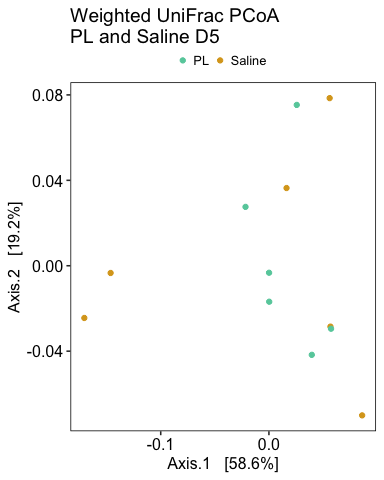 Weighted UniFrac PCoA
PL and Saline D5
PL Saline
0.08
0.04
0.00
-0.04
Axis.2 [19.2%]
-0.1 0.0
Axis.1 [58.6%]